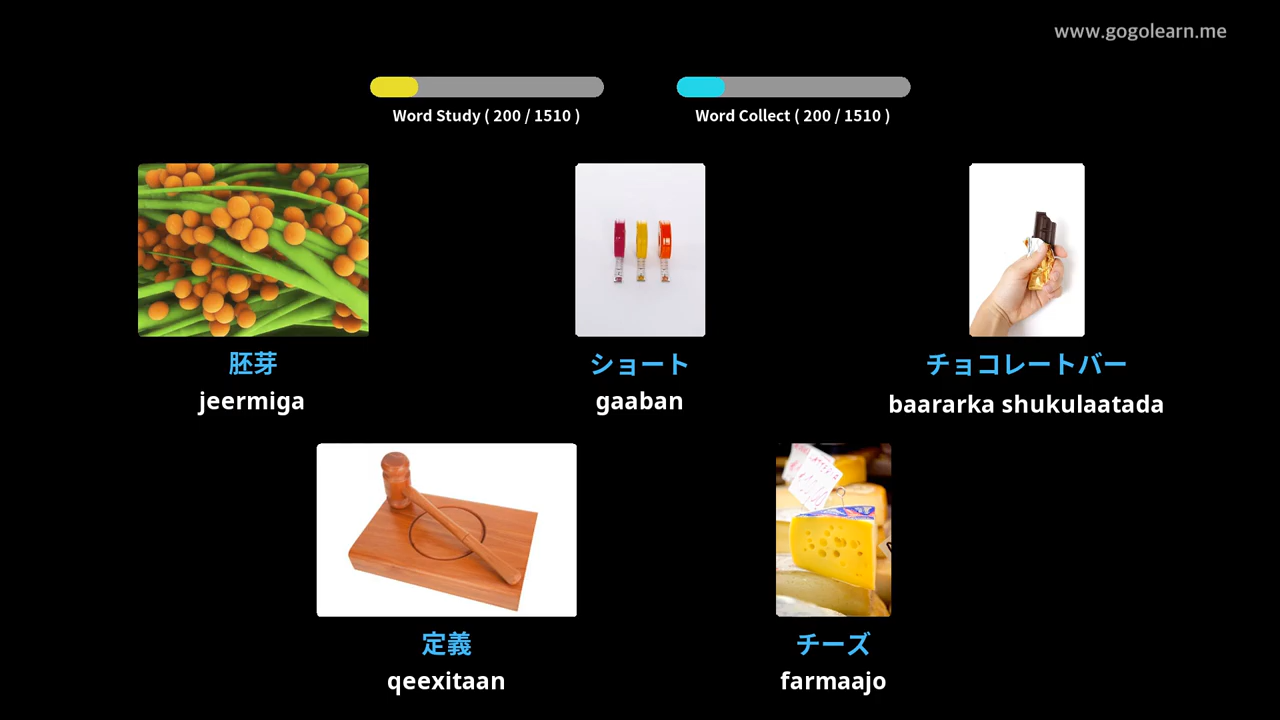 www.gogolearn.me
Word Study ( 200 / 1510 )
Word Collect ( 200 / 1510 )
胚芽
jeermiga
ショート
gaaban
チョコレートバー
baararka shukulaatada
定義
qeexitaan
チーズ
farmaajo